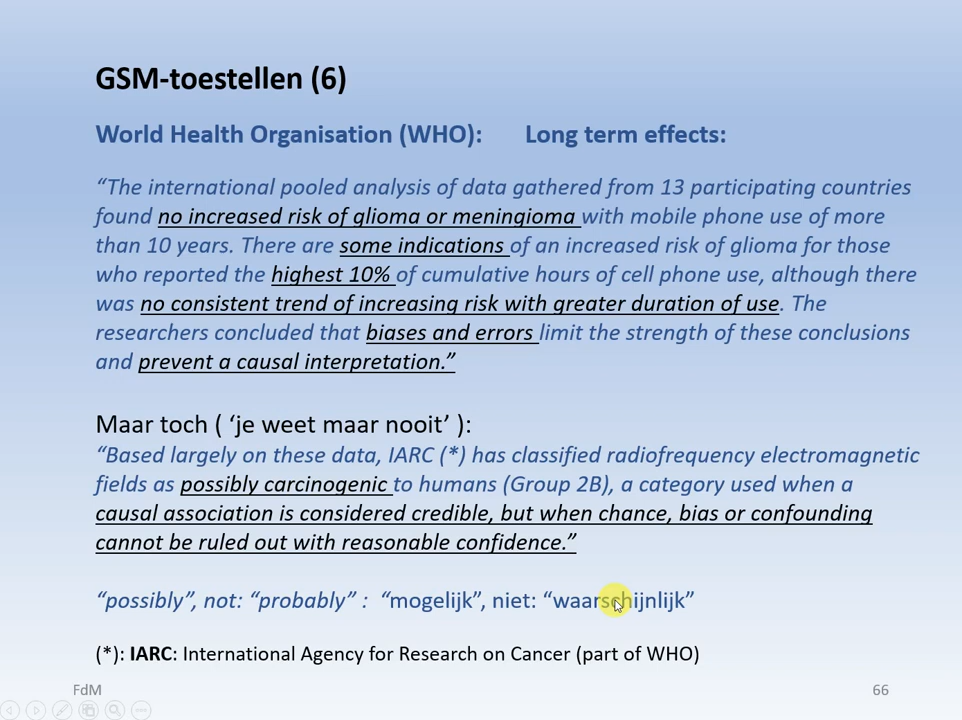 GSM-toestellen (6)
World Health Organisation (WHO): Long term effects:
“The international pooled analysis of data gathered from 13 participating countries
found no increased risk of glioma or meningioma with mobile phone use of more
than 10 years. There are some indications of an increased risk of glioma for those
who reported the highest 10% of cumulative hours of cell phone use, although there
was no consistent trend of increasing risk with greater duration of use. The
researchers concluded that biases and errors limit the strength of these conclusions
and prevent a causal interpretation.”
Maar toch ( ‘je weet maar nooit’ ):
“Based largely on these data, IARC (*) has classified radiofrequency electromagnetic
fields as possibly carcinogenic to humans (Group 2B), a category used when a
causal association is considered credible, but when chance, bias or confounding
cannot be ruled out with reasonable confidence.”
“possibly”, not: “probably” : “mogelijk”, niet: “waarschijnlijk”
(*): IARC: International Agency for Research on Cancer (part of WHO)
FdM 66